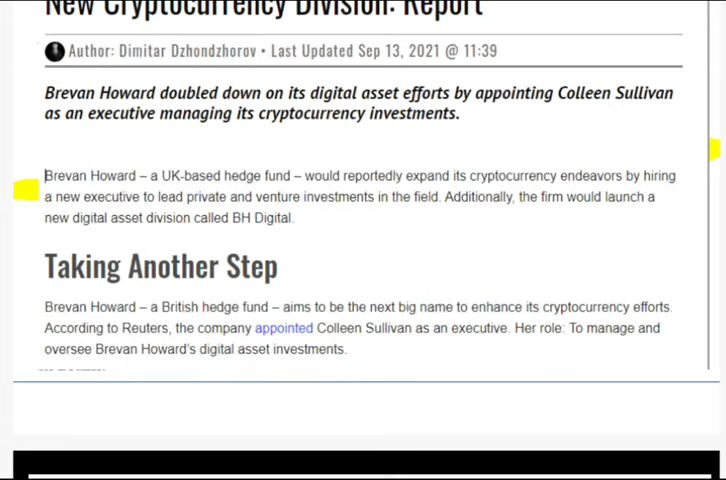 New Cryptocurrency Division: Report
Author: Dimitar Dzhondzhorov • Last Updated Sep 13, 2021 @ 11:39
Brevan Howard doubled down on its digital asset efforts by appointing Colleen Sullivan
as an executive managing its cryptocurrency investments.
Brevan Howard – a UK-based hedge fund – would reportedly expand its cryptocurrency endeavors by hiring
a new executive to lead private and venture investments in the field. Additionally, the firm would launch a
new digital asset division called BH Digital.
Taking Another Step
Brevan Howard – a British hedge fund – aims to be the next big name to enhance its cryptocurrency efforts.
According to Reuters, the company appointed Colleen Sullivan as an executive. Her role: To manage and
oversee Brevan Howard's digital asset investments.